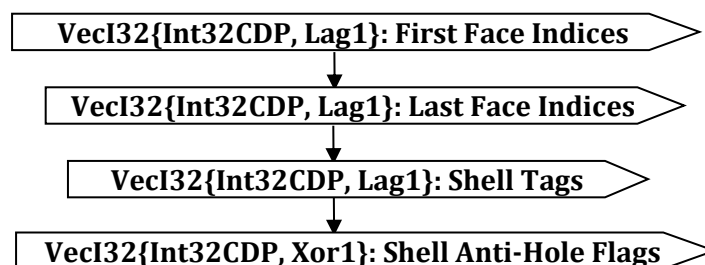 VecI32{Int32CDP, Lag1}: First Face Indices
VecI32{Int32CDP, Lag1}: Last Face Indices
VecI32{Int32CDP, Lag1}: Shell Tags
VecI32{Int32CDP, Xor1}: Shell Anti-Hole Flags